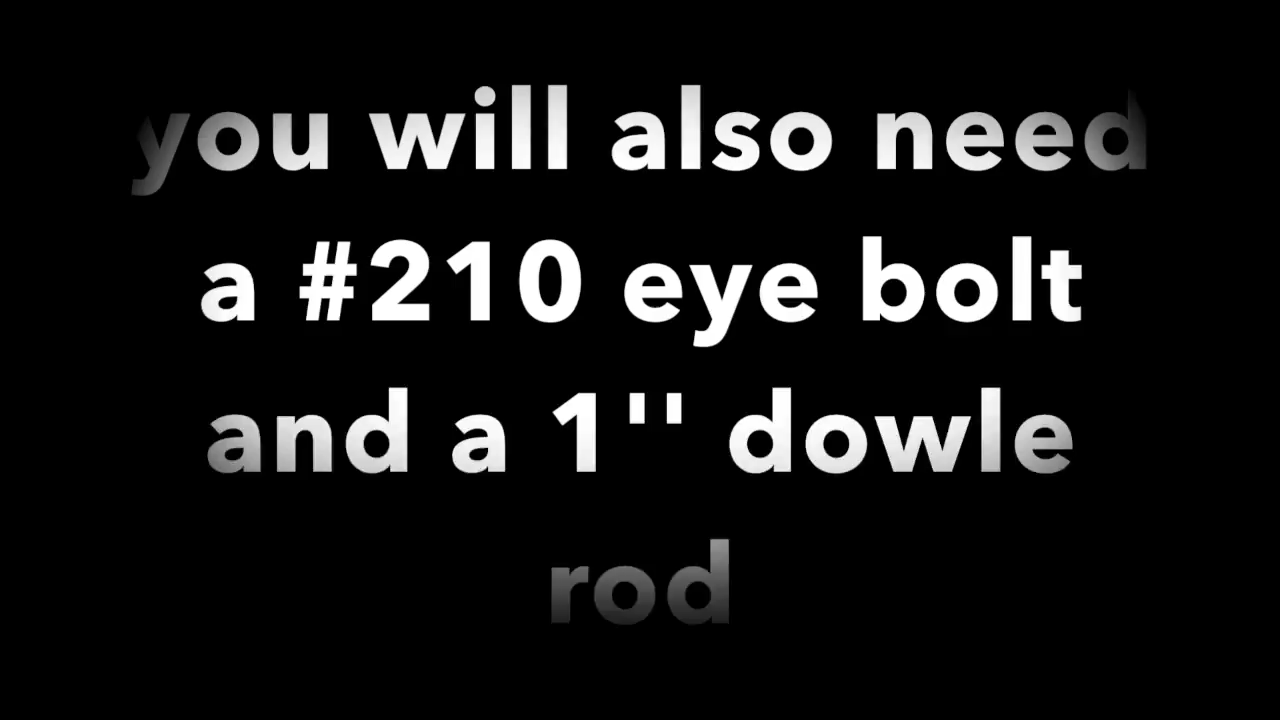 you will also need
a #210 eye bolt
and a 1'' dowle
rod